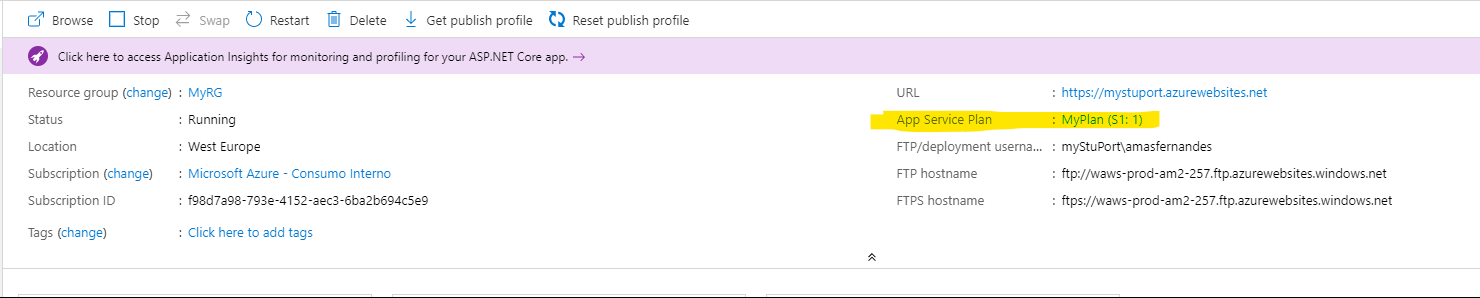 Browse Stop Swap Restart Delete Get publish profile Reset publish profile
Click here to access Application Insights for monitoring and profiling for your ASP.NET Core app. →
Resource group (change) : MyRG
Status : Running
Location : West Europe
Subscription (change) : Microsoft Azure - Consumo Interno
Subscription ID : f98d7a98-793e-4152-aec3-6ba2b694c5e9
Tags (change) : Click here to add tags
URL : https://mystuport.azurewebsites.net
App Service Plan : MyPlan (S1: 1)
FTP/deployment userna... : myStuPort\amasfernandes
FTP hostname : ftp://waws-prod-am2-257.ftp.azurewebsites.windows.net
FTPS hostname : ftps://waws-prod-am2-257.ftp.azurewebsites.windows.net